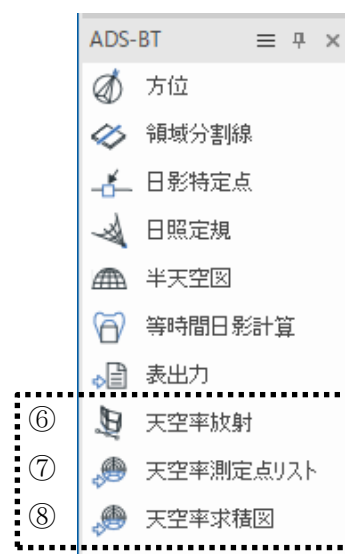 ADS-BT
方位
領域分割線
日影特定点
日照定規
半天空図
等時間日影計算
表出力
⑥ 天空率放射
⑦ 天空率測定点リスト
⑧ 天空率求積図